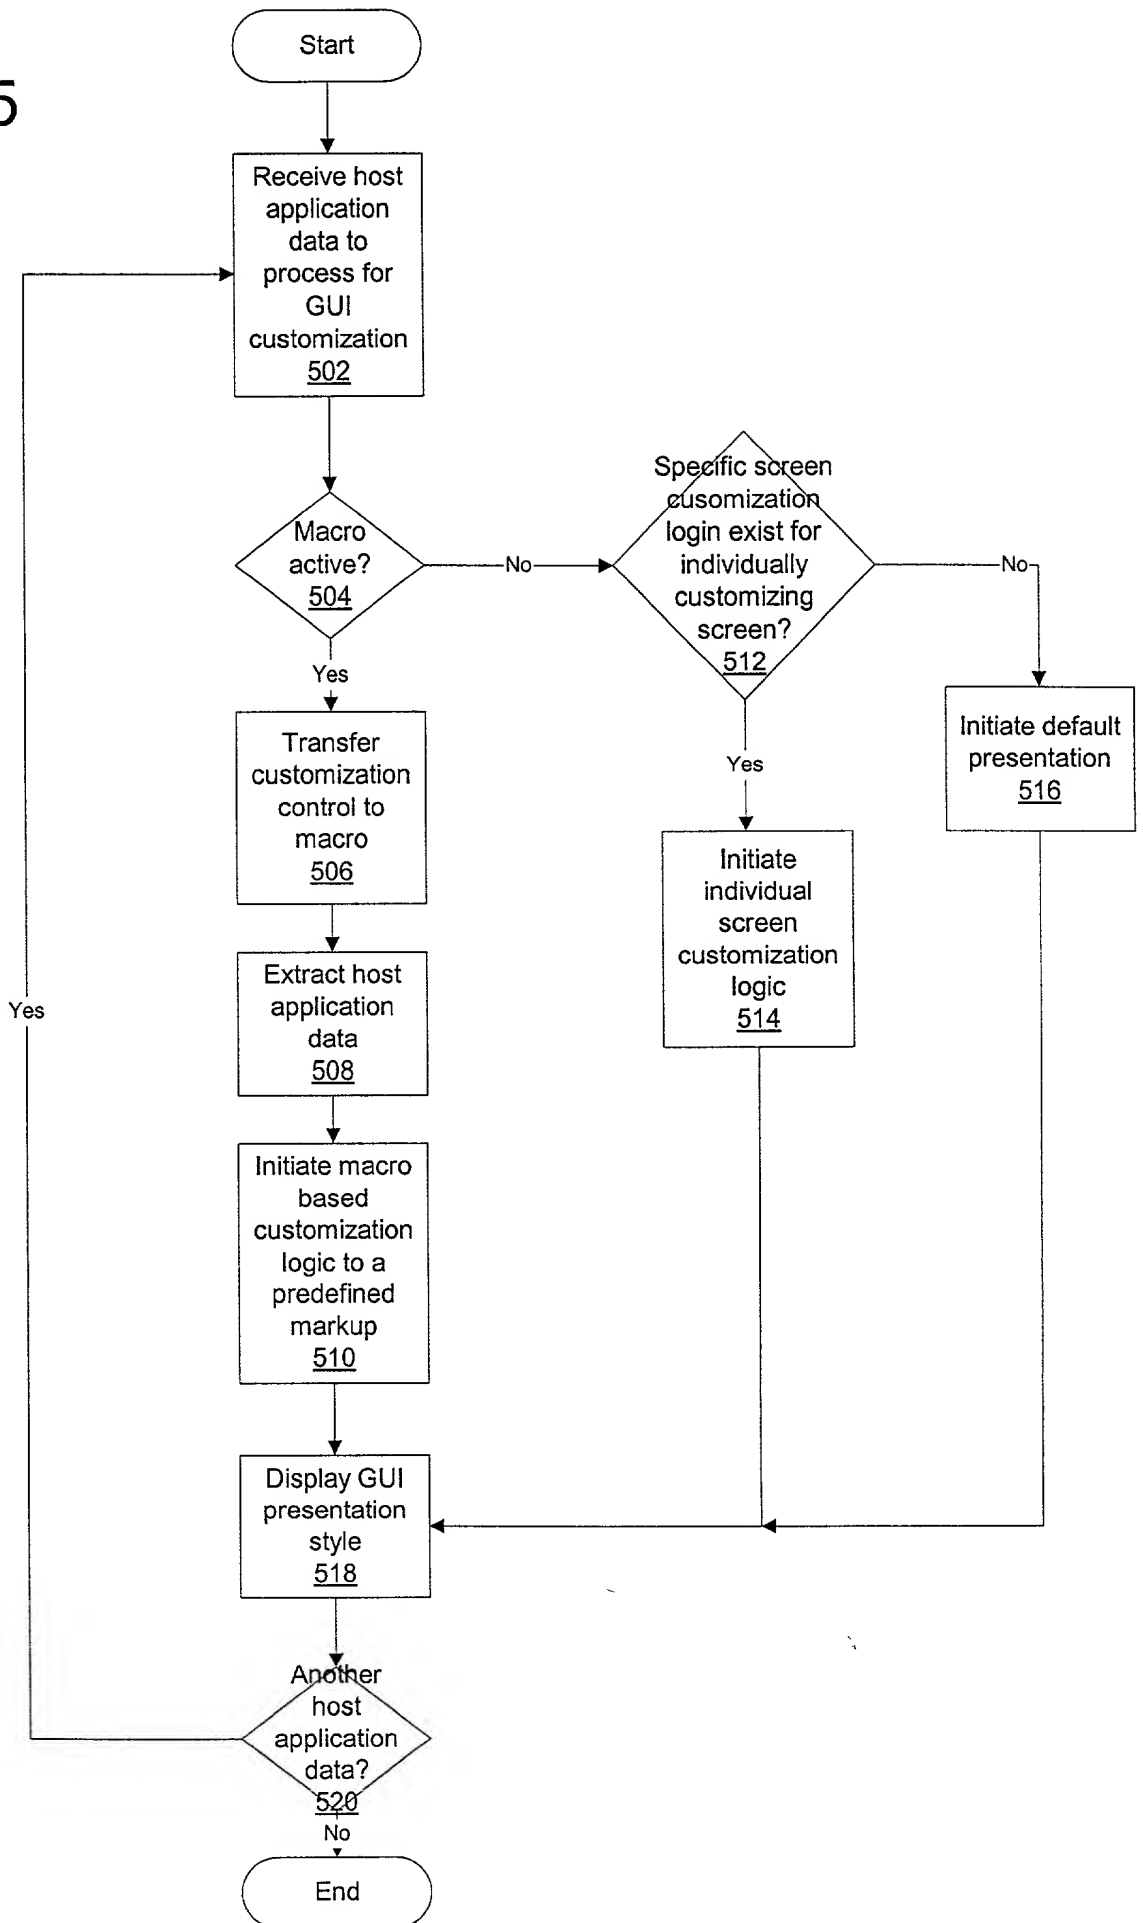 Start
5
Receive host
application
data to
process for
GUI
customization
502
Macro
active?
504
No
Specific screen
cusomization
login exist for
individually
customizing
screen?
512
No
Yes
Transfer
customization
control to
macro
506
Yes
Initiate default
presentation
516
Initiate
individual
screen
customization
logic
514
Extract host
application
data
508
Yes
Initiate macro
based
customization
logic to a
predefined
markup
510
Display GUI
presentation
style
518
Another
host
application
data?
520
No
End